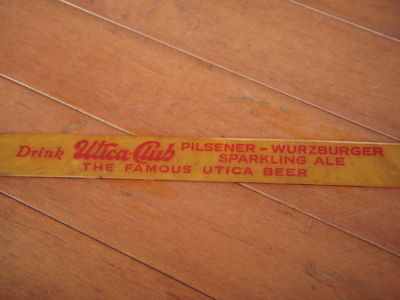 Drink Utica-Club PILSENER - WURZBURGER
SPARKLING ALE
THE FAMOUS UTICA BEER